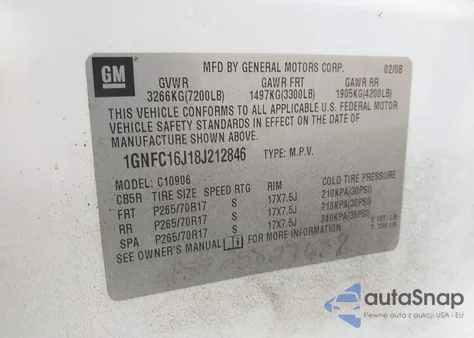 GM
MFD BY GENERAL MOTORS CORP. 02/08
GVWR GAWR FRT GAWR RR
3266KG(7200LB) 1497KG(3300LB) 1905KG(4200LB)
THIS VEHICLE CONFORMS TO ALL APPLICABLE U.S. FEDERAL MOTOR
VEHICLE SAFETY STANDARDS IN EFFECT ON THE DATE OF
MANUFACTURE SHOWN ABOVE.
1GNFC16J18J212846 TYPE: M.P.V.
MODEL: C10906
CB5R TIRE SIZE SPEED RTG RIM COLD TIRE PRESSURE
FRT P265/70R17 S 17X7.5J 210KPA(30PSI)
RR P265/70R17 S 17X7.5J 210KPA(30PSI)
SPA P265/70R17 S 17X7.5J 240KPA(35PSI)
SEE OWNER'S MANUAL FOR MORE INFORMATION.
autoSnap
Pewne auto z USA i EU